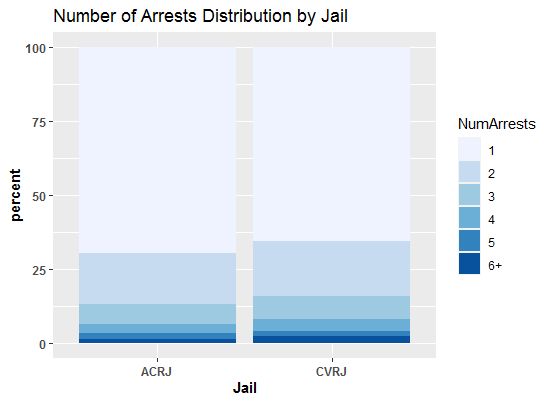 Number of Arrests Distribution by Jail
percent
100
75
50
25
0
ACRJ
CVRJ
Jail
NumArrests
1
2
3
4
5
6+